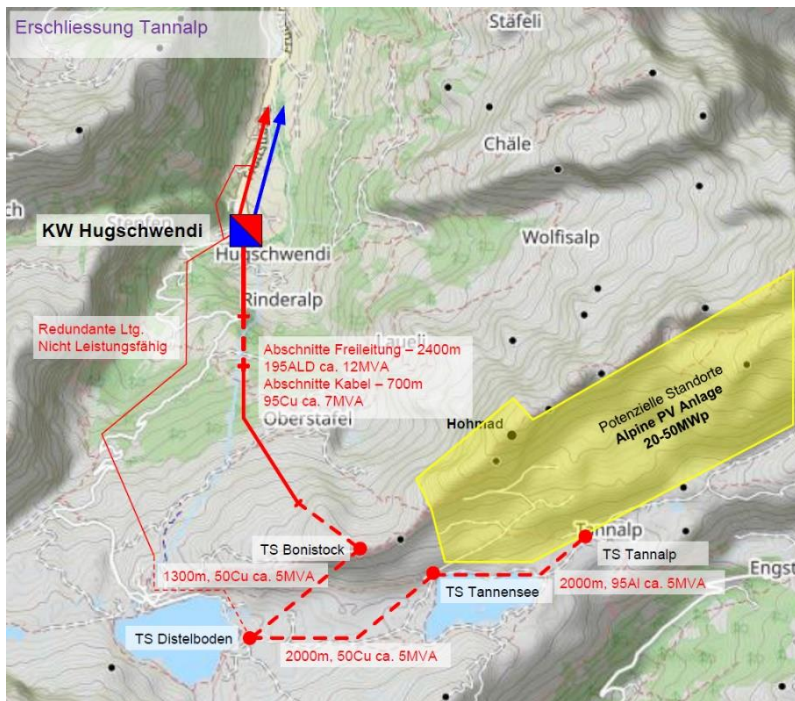 Erschliessung Tannalp
Stäfeli
Chäle
ch
KW Hugschwendi
Wolfisalp
Hugschwendi
Rinderalp
Redundante Ltg.
Nicht Leistungsfähig
Laueli
Abschnitte Freileitung – 2400m
195ALD ca. 12MVA
Abschnitte Kabel – 700m
95Cu ca. 7MVA
Oberstafel
Hohmad
Potenzielle Standorte
Alpine PV Anlage
20-50MWp
Tannalp
TS Bonistock
TS Tannalp
Engst
1300m, 50Cu ca. 5MVA
2000m, 95Al ca. 5MVA
TS Tannensee
TS Distelboden
2000m, 50Cu ca. 5MVA